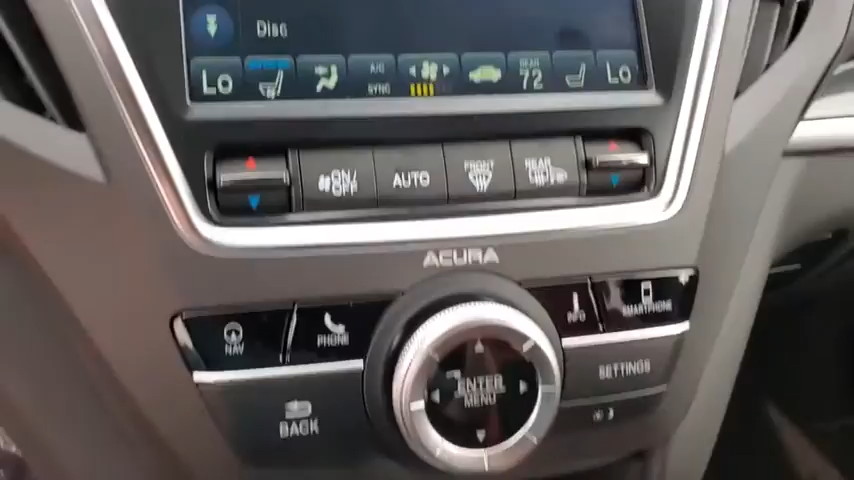 Disc
LO
A/C
SYNC
REAR
72
LO
ON/
OFF
AUTO
FRONT
REAR
ACURA
NAV
PHONE
INFO
SMARTPHONE
ENTER
MENU
SETTINGS
BACK